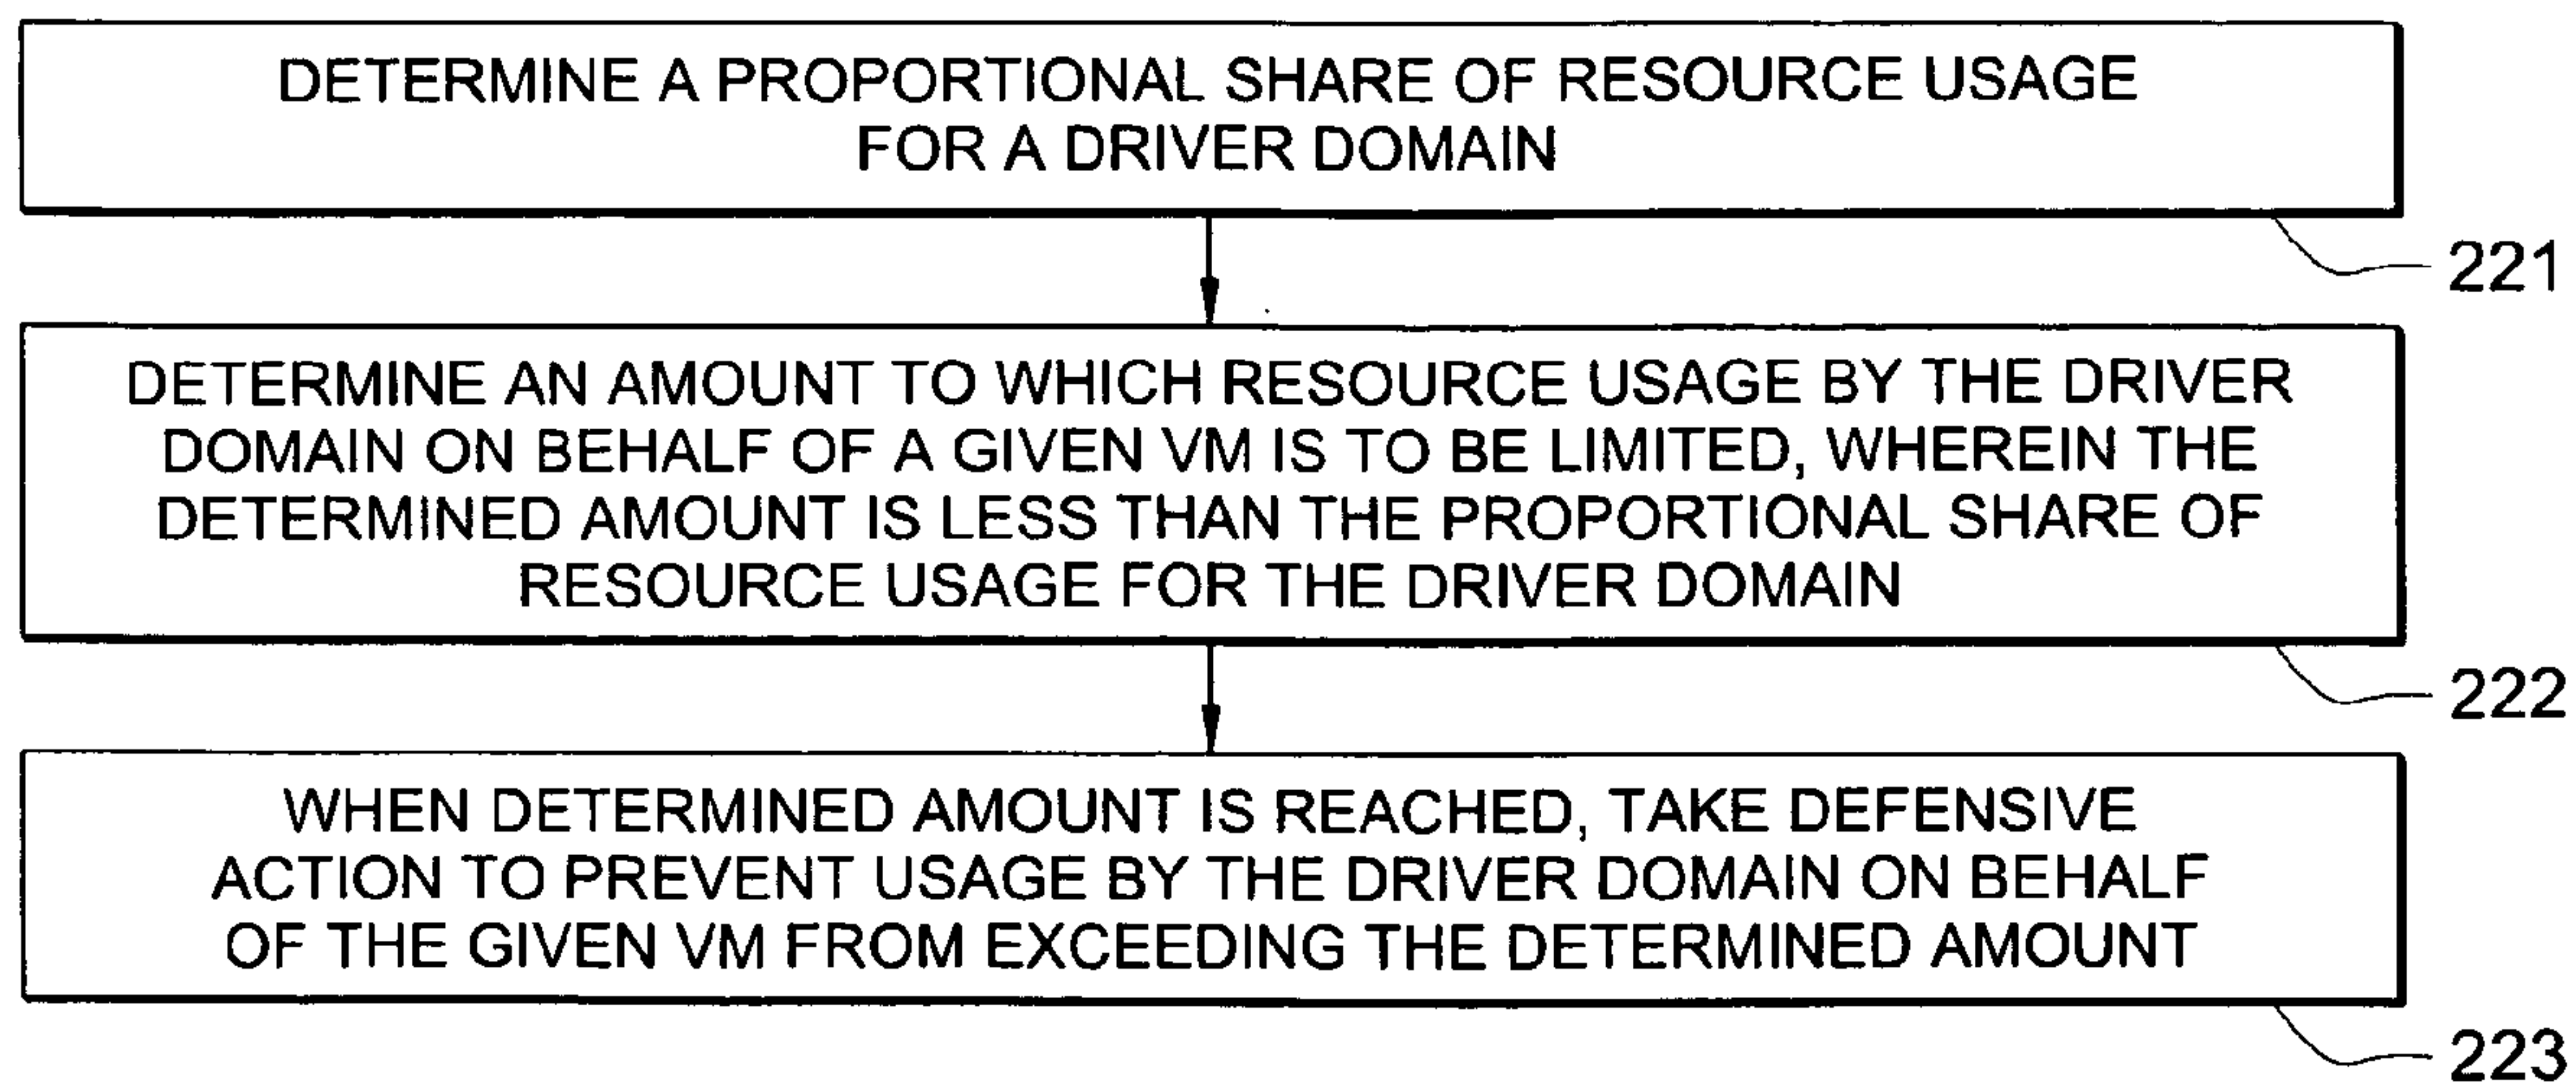 DETERMINE A PROPORTIONAL SHARE OF RESOURCE USAGE
FOR A DRIVER DOMAIN
221
DETERMINE AN AMOUNT TO WHICH RESOURCE USAGE BY THE DRIVER
DOMAIN ON BEHALF OF A GIVEN VM IS TO BE LIMITED, WHEREIN THE
DETERMINED AMOUNT IS LESS THAN THE PROPORTIONAL SHARE OF
RESOURCE USAGE FOR THE DRIVER DOMAIN
222
WHEN DETERMINED AMOUNT IS REACHED, TAKE DEFENSIVE
ACTION TO PREVENT USAGE BY THE DRIVER DOMAIN ON BEHALF
OF THE GIVEN VM FROM EXCEEDING THE DETERMINED AMOUNT
223